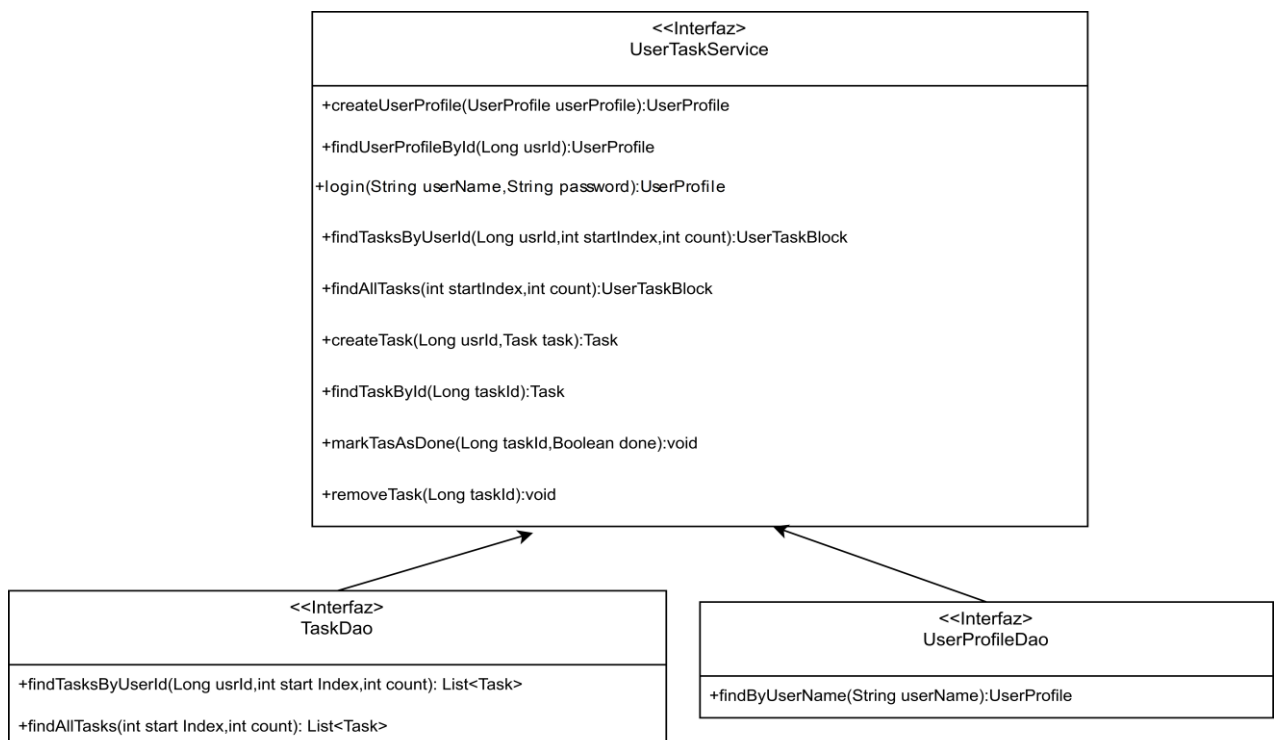 <<Interfaz>>
UserTaskService
+createUserProfile(UserProfile userProfile):UserProfile
+findUserProfileById(Long usrId):UserProfile
+login(String userName,String password):UserProfile
+findTasksByUserId(Long usrId,int startIndex,int count):UserTaskBlock
+findAllTasks(int startIndex,int count):UserTaskBlock
+createTask(Long usrId,Task task):Task
+findTaskById(Long taskId):Task
+markTasAsDone(Long taskId,Boolean done):void
+removeTask(Long taskId):void
<<Interfaz>
TaskDao
+findTasksByUserId(Long usrId,int start Index,int count): List<Task>
+findAllTasks(int start Index,int count): List<Task>
<<Interfaz>
UserProfileDao
+findByUserName(String userName):UserProfile